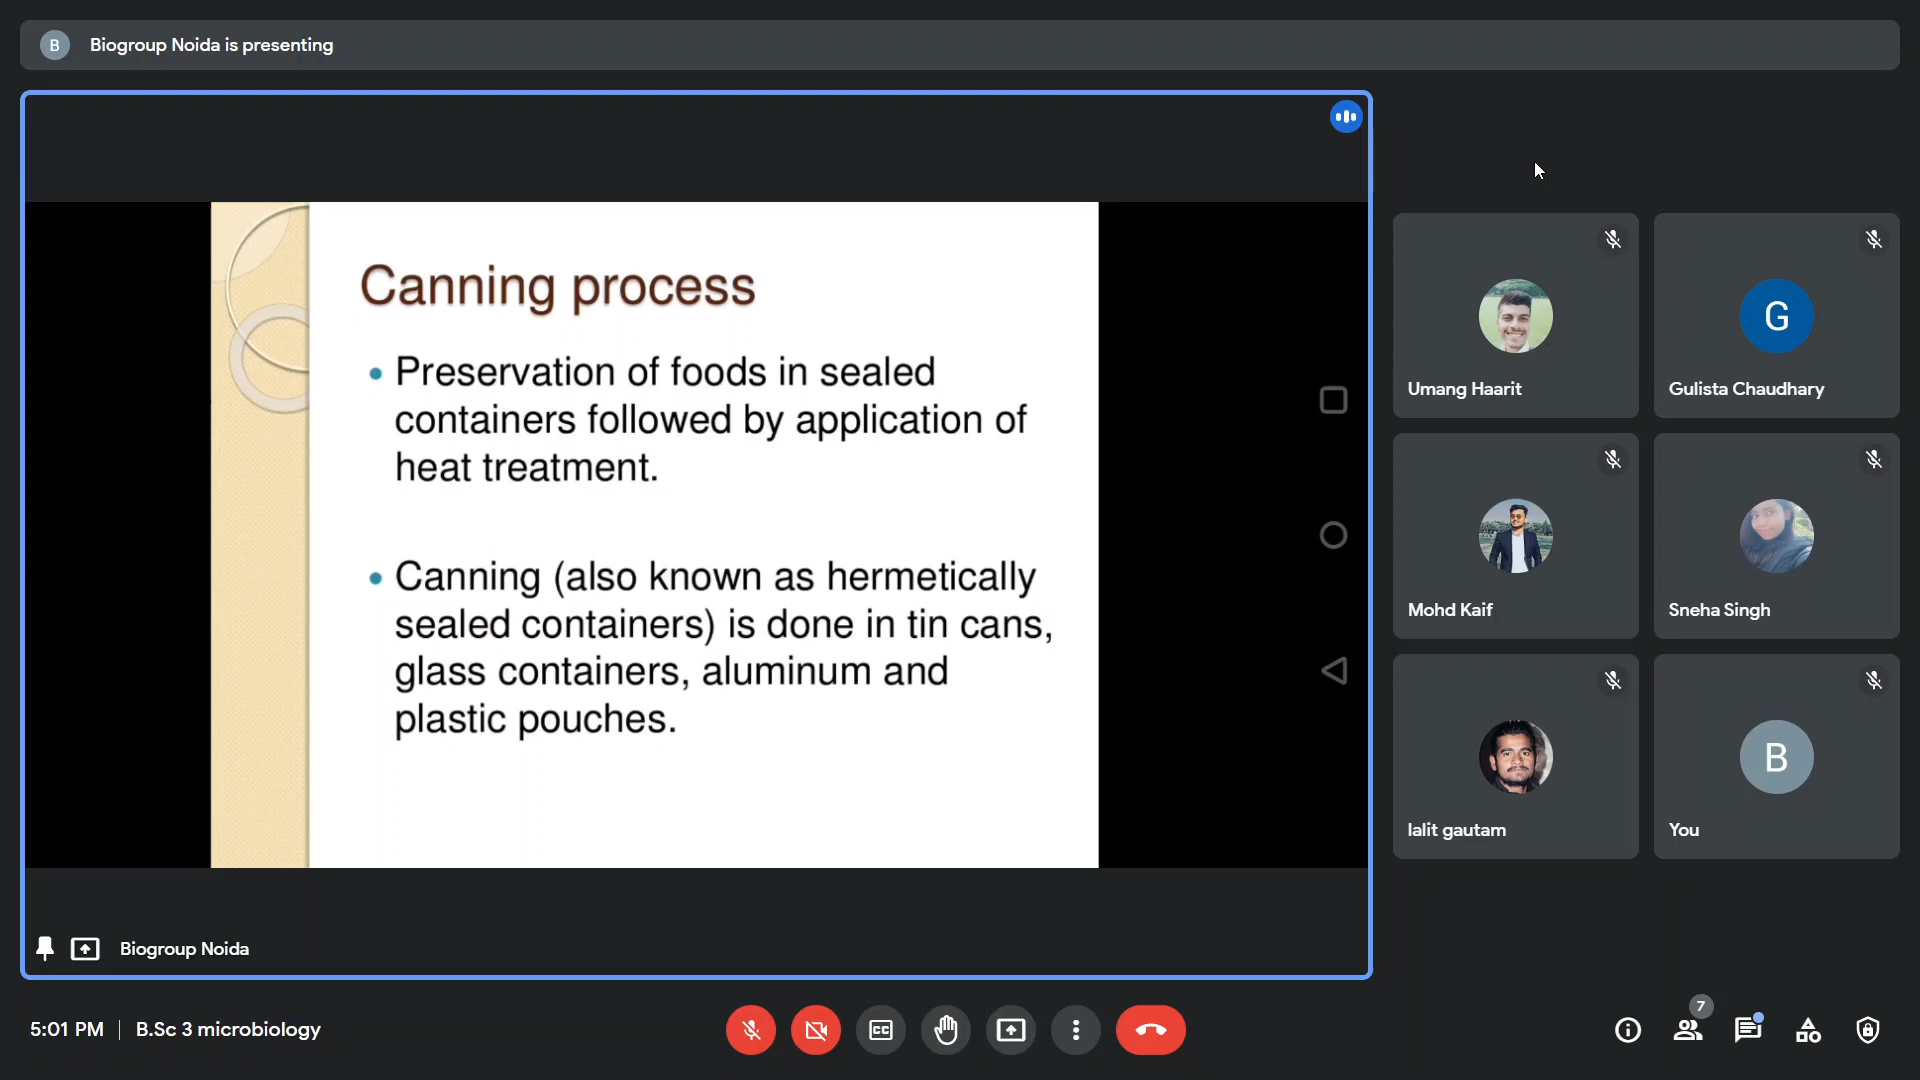 B
Biogroup Noida is presenting
Canning process
• Preservation of foods in sealed
containers followed by application of
heat treatment.
• Canning (also known as hermetically
sealed containers) is done in tin cans,
glass containers, aluminum and
plastic pouches.
Biogroup Noida
Umang Haarit
G
Gulista Chaudhary
Mohd Kaif
Sneha Singh
lalit gautam
B
You
5:01 PM | B.Sc 3 microbiology
CC
7